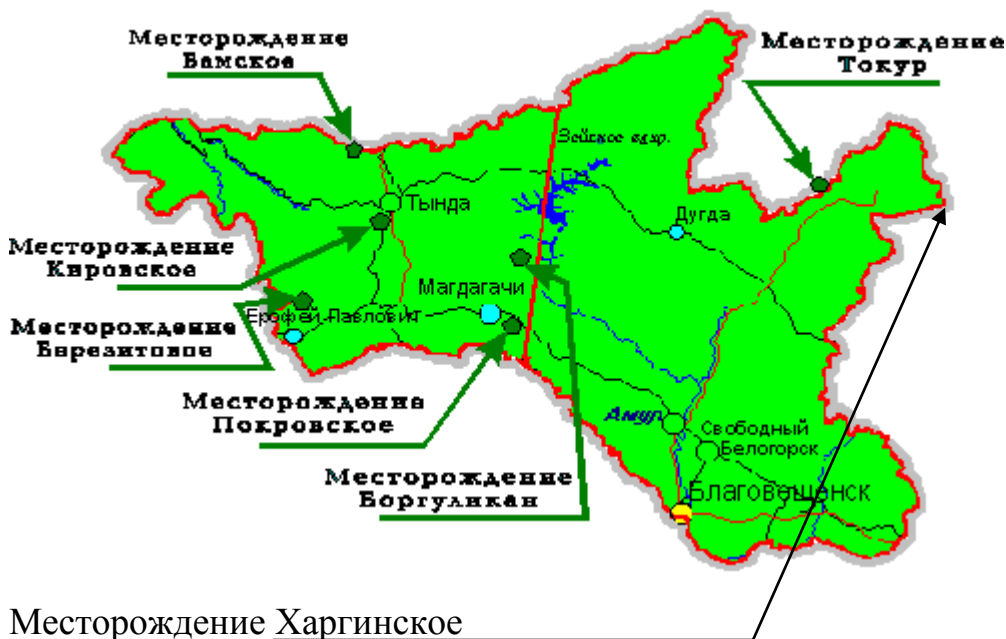 Месторождение
Бамское
Месторождение
Токур
Зейское вдхр.
Тында
Дугда
Месторождение
Кировское
Магдагачи
Ерофей Павлович
Месторождение
Берелитовое
Месторождение
Покровское
Амур
Свободный
Белогорск
Месторождение
Боргуликан
Благовещенск
Месторождение Харгинское